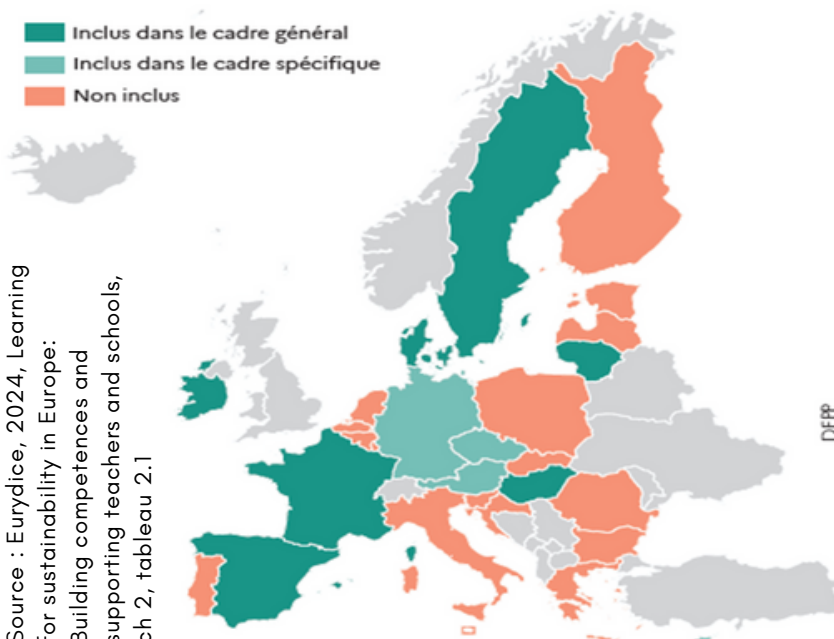 Inclus dans le cadre général
Inclus dans le cadre spécifique
Non inclus
Source : Eurydice, 2024, Learning
for sustainability in Europe:
Building competences and
supporting teachers and schools,
ch 2, tableau 2.1
DEPP